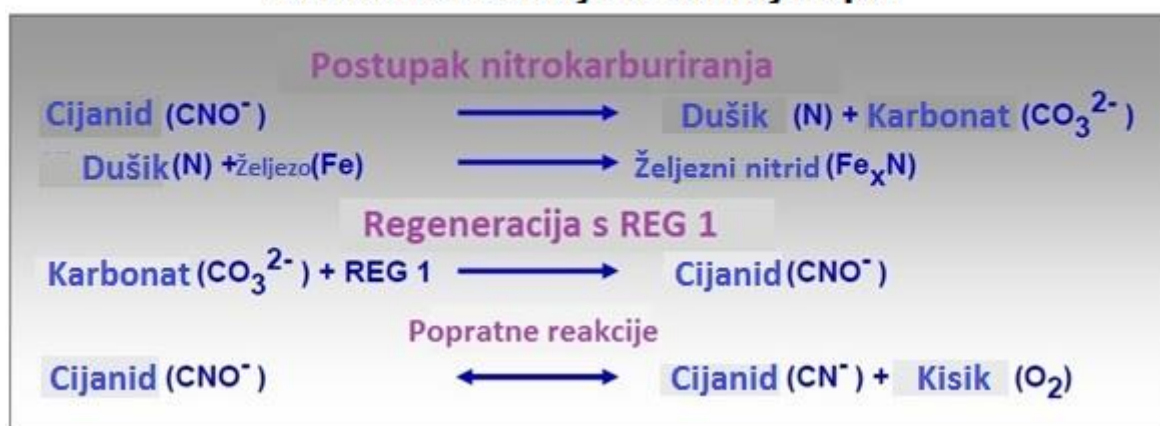 Postupak nitrokarburiranja
Cijanid (CNO⁻) → Dušik (N) + Karbonat (CO₃²⁻)
Dušik (N) + Željezo (Fe) → Željezni nitrid (FeₓN)
Regeneracija s REG 1
Karbonat (CO₃²⁻) + REG 1 → Cijanid (CNO⁻)
Popratne reakcije
Cijanid (CNO⁻) ↔ Cijanid (CN⁻) + Kisik (O₂)